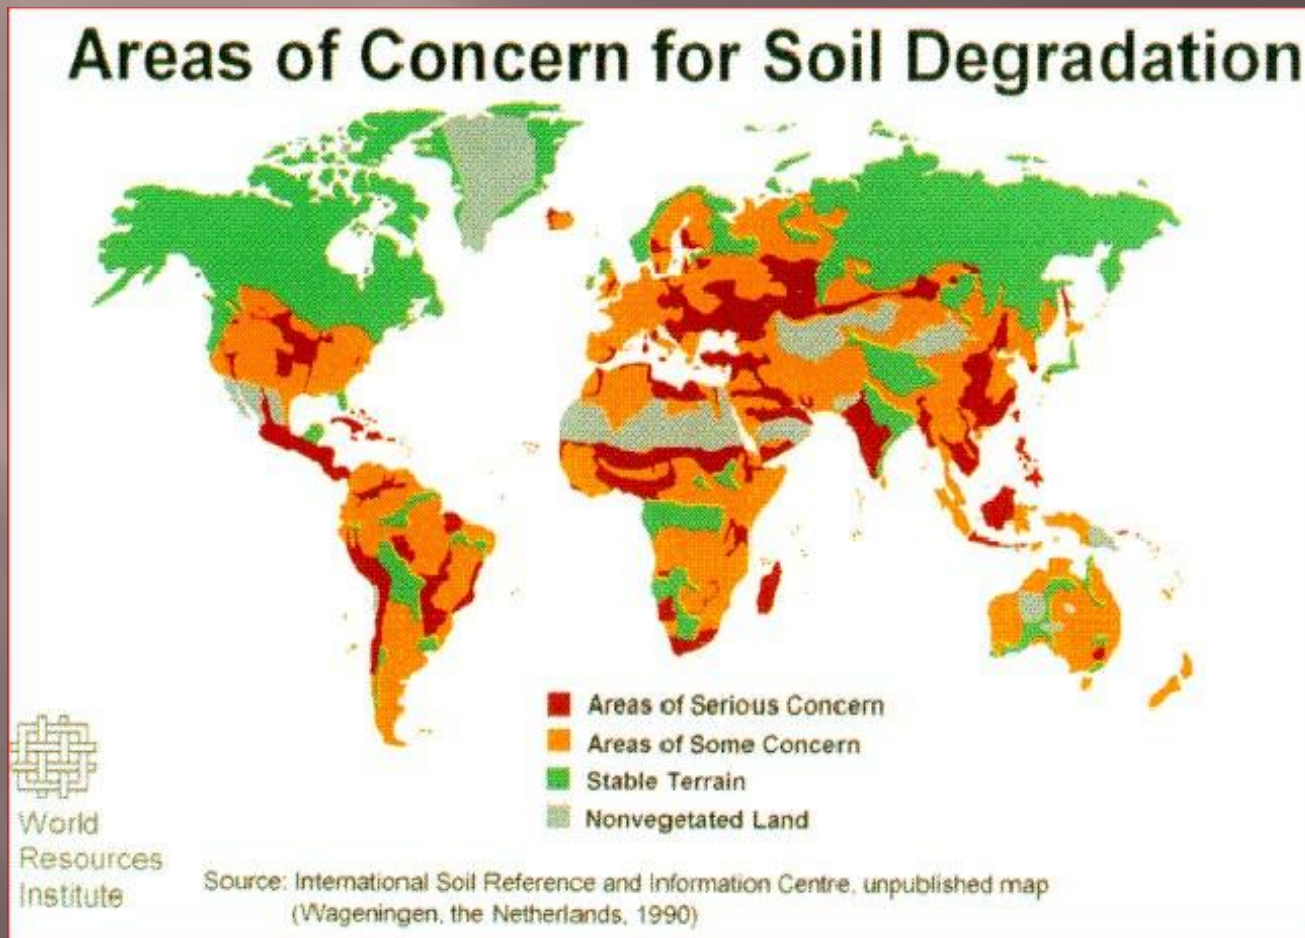 Areas of Concern for Soil Degradation
Areas of Serious Concern
Areas of Some Concern
Stable Terrain
Nonvegetated Land
World
Resources
Institute
Source: International Soil Reference and Information Centre, unpublished map
(Wageningen, the Netherlands, 1990)